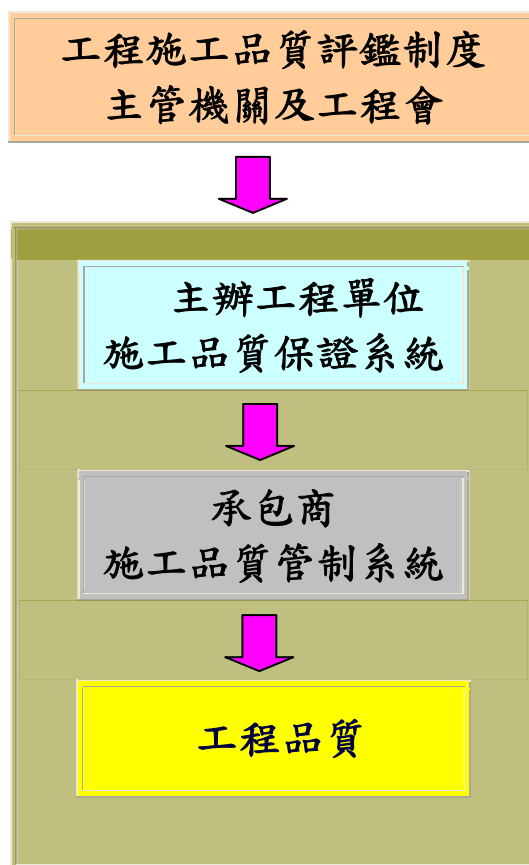 工程施工品質評鑑制度
主管機關及工程會
主辦工程單位
施工品質保證系統
承包商
施工品質管制系統
工程品質